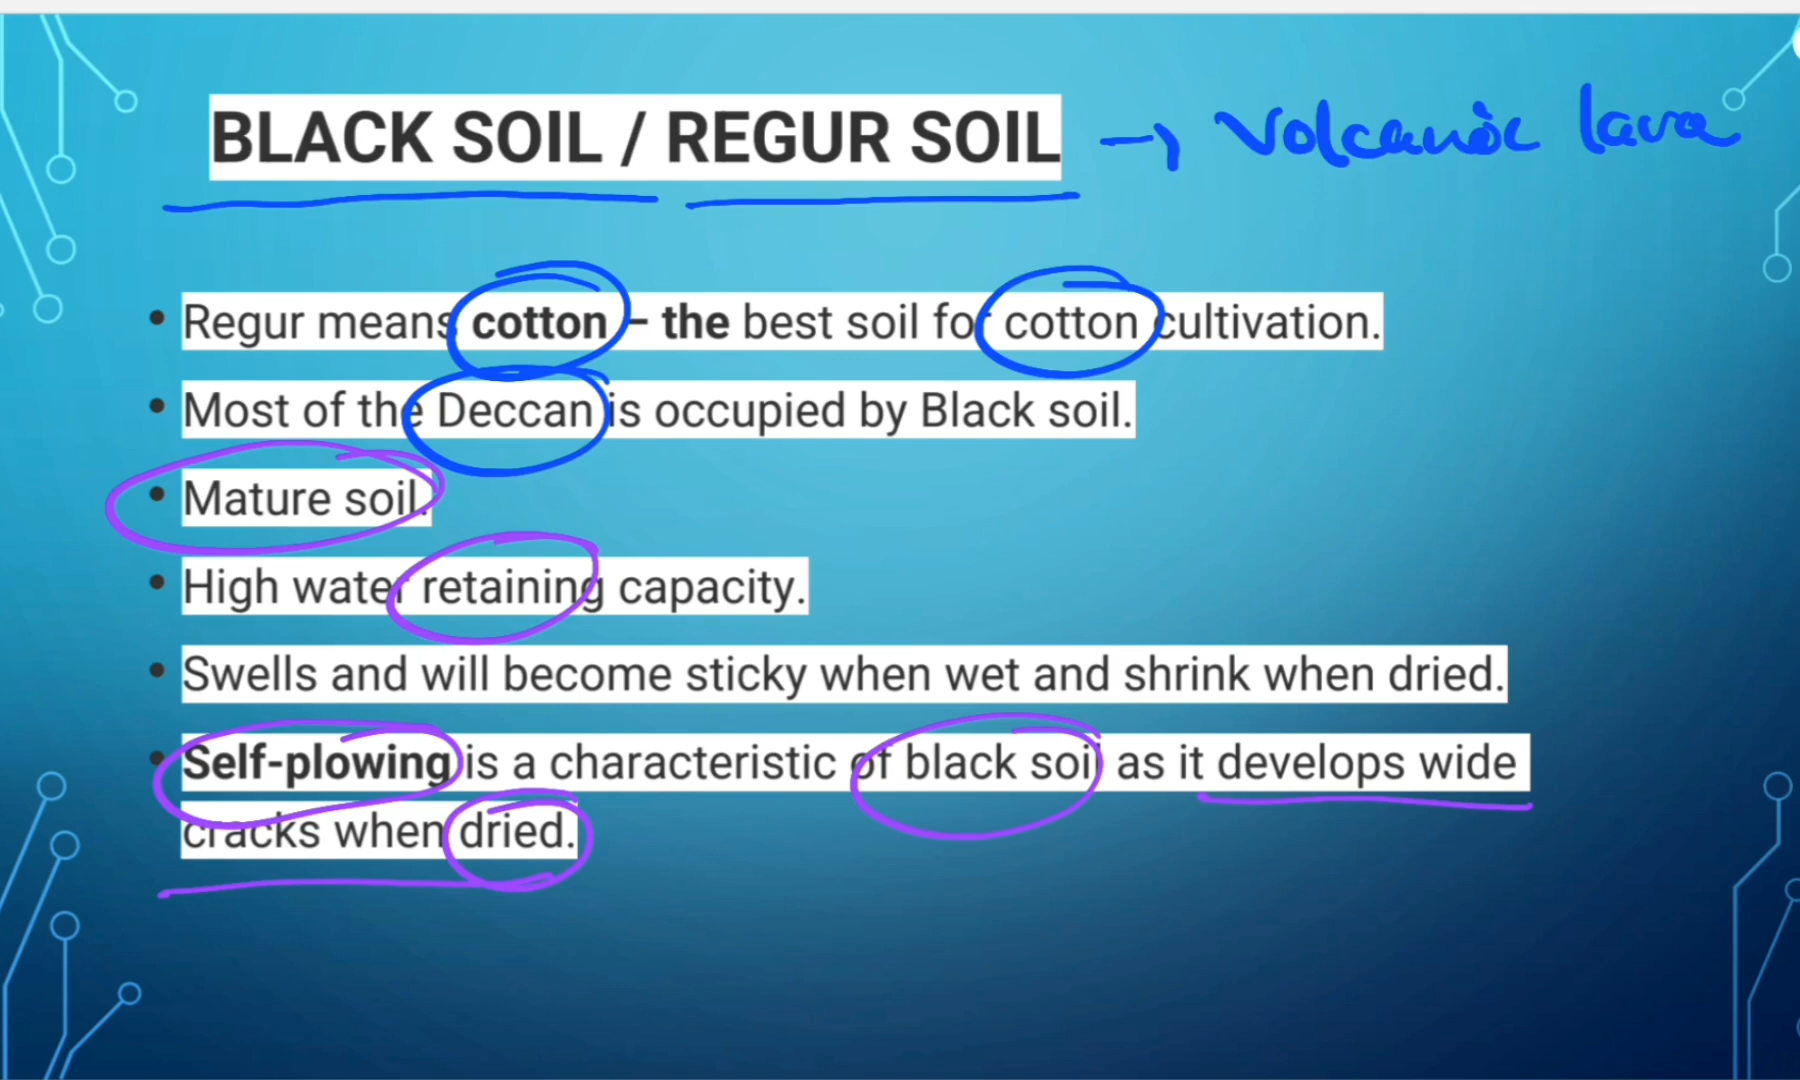 BLACK SOIL / REGUR SOIL → Volcanic lava
Regur means cotton – the best soil for cotton cultivation.
Most of the Deccan is occupied by Black soil.
Mature soil.
High water retaining capacity.
Swells and will become sticky when wet and shrink when dried.
Self-plowing is a characteristic of black soil as it develops wide
cracks when dried.